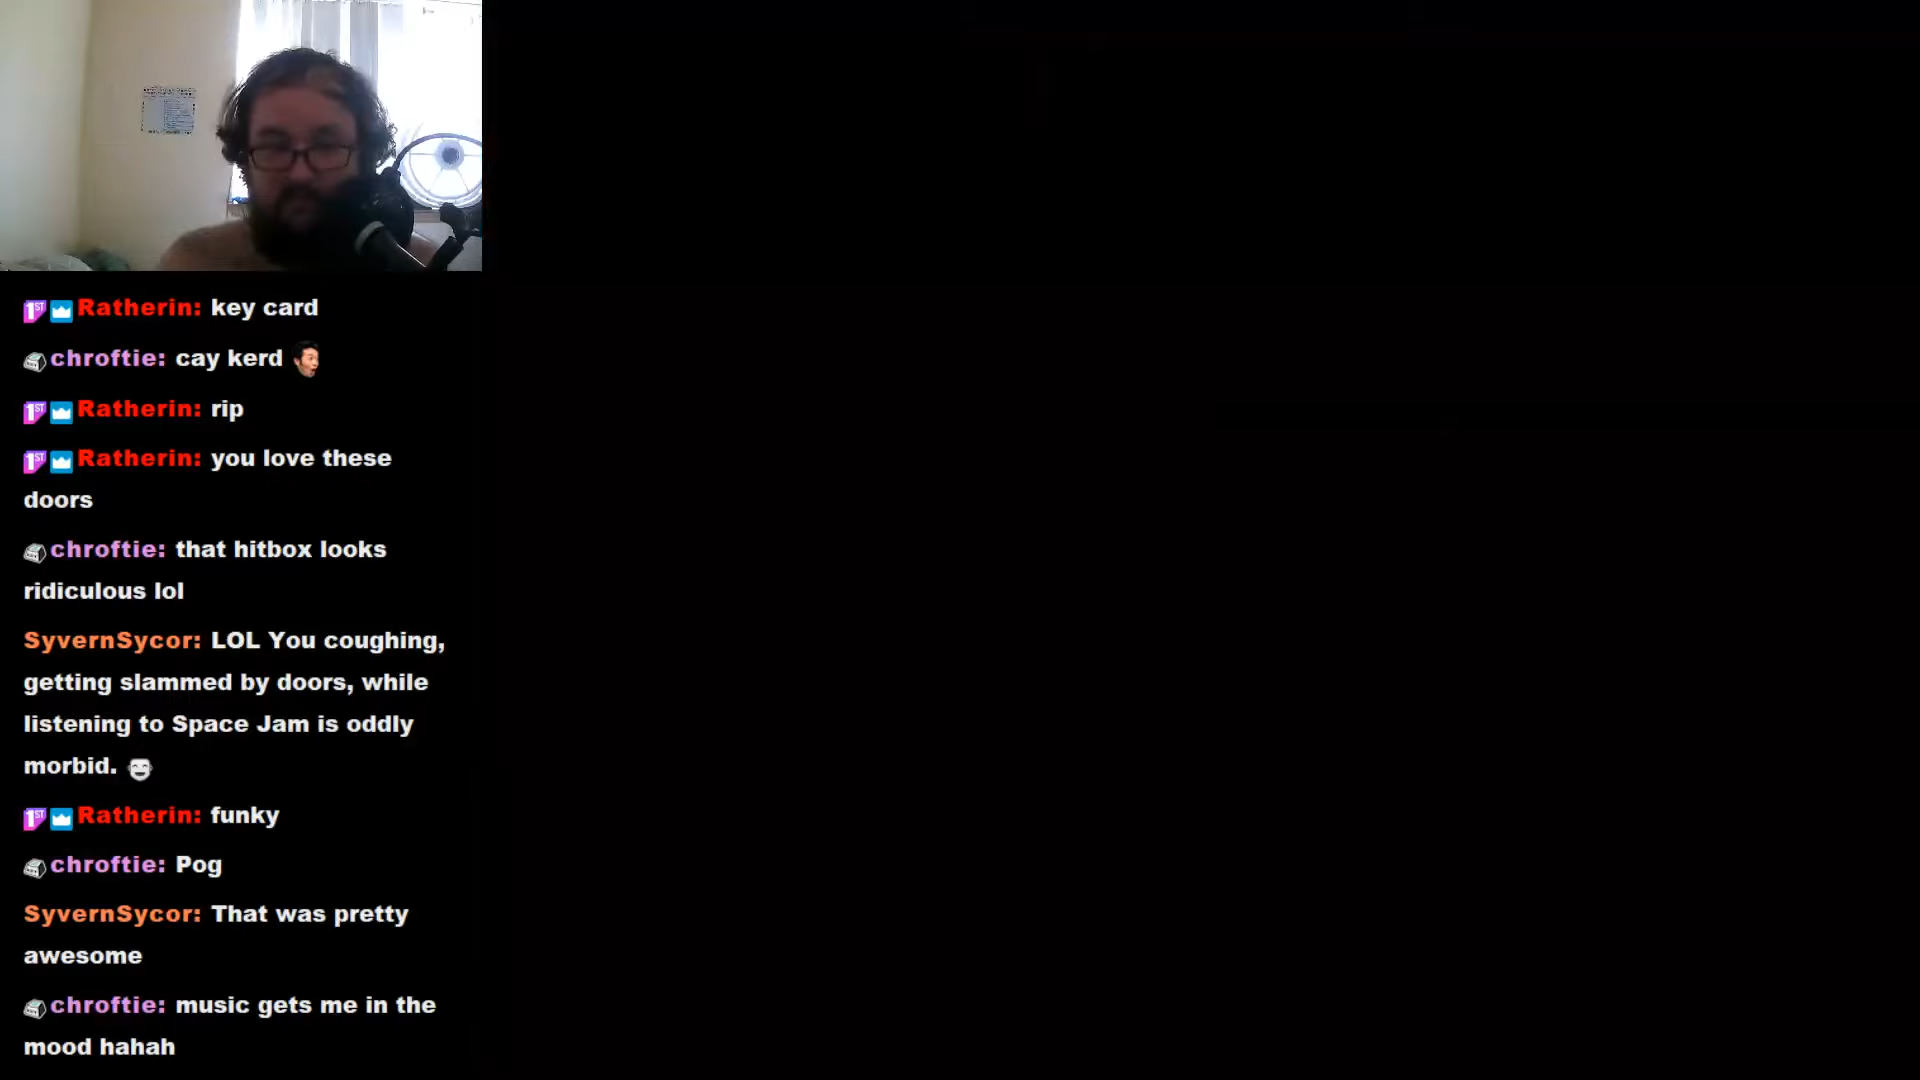 Ratherin: key card
chroftie: cay kerd
Ratherin: rip
Ratherin: you love these
doors
chroftie: that hitbox looks
ridiculous lol
SyvernSycor: LOL You coughing,
getting slammed by doors, while
listening to Space Jam is oddly
morbid.
Ratherin: funky
chroftie: Pog
SyvernSycor: That was pretty
awesome
chroftie: music gets me in the
mood hahah